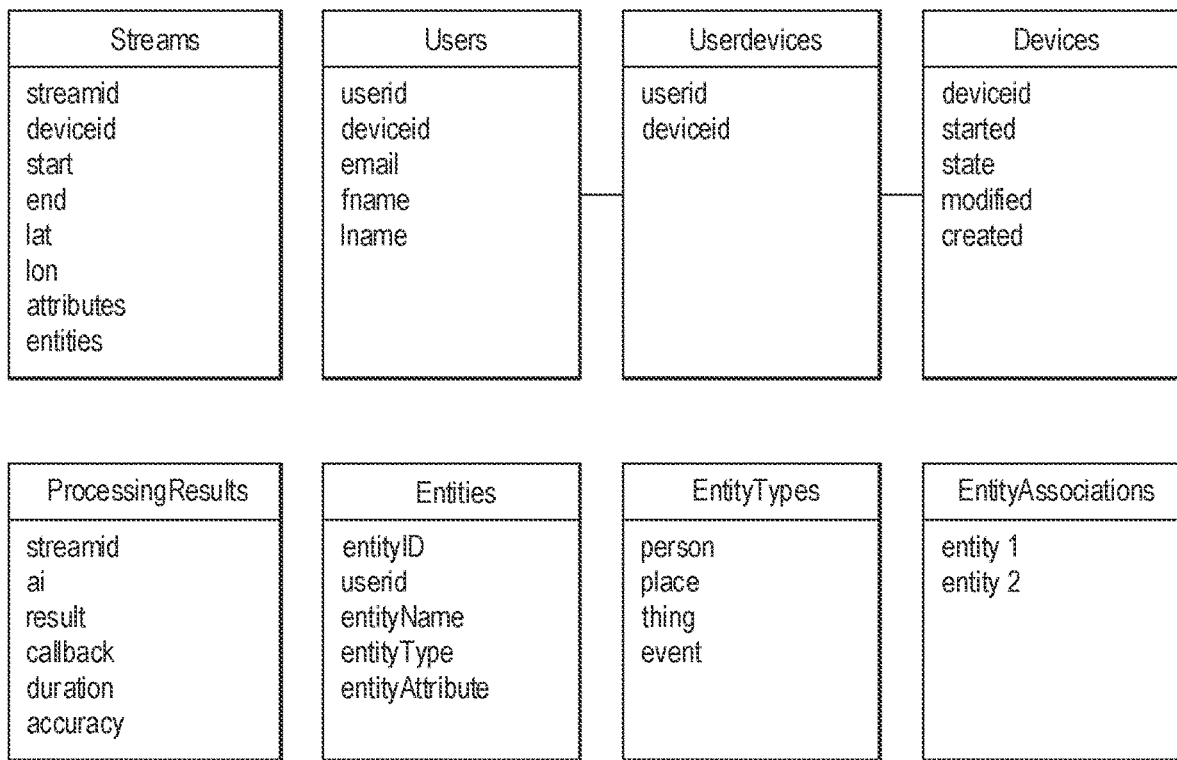 Streams
streamid
deviceid
start
end
lat
lon
attributes
entities
Users
userid
deviceid
email
fname
lname
Userdevices
userid
deviceid
Devices
deviceid
started
state
modified
created
ProcessingResults
streamid
ai
result
callback
duration
accuracy
Entities
entityID
userid
entityName
entityType
entityAttribute
EntityTypes
person
place
thing
event
EntityAssociations
entity 1
entity 2